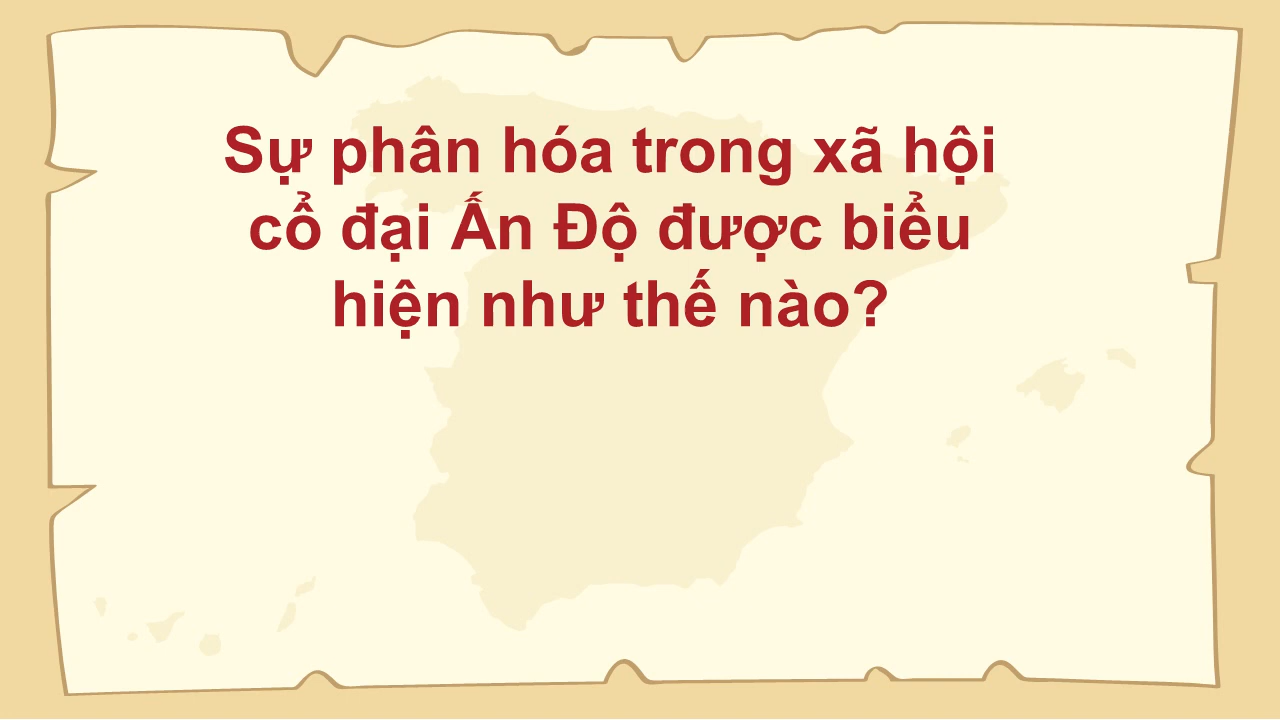 Sự phân hóa trong xã hội
cổ đại Ấn Độ được biểu
hiện như thế nào?